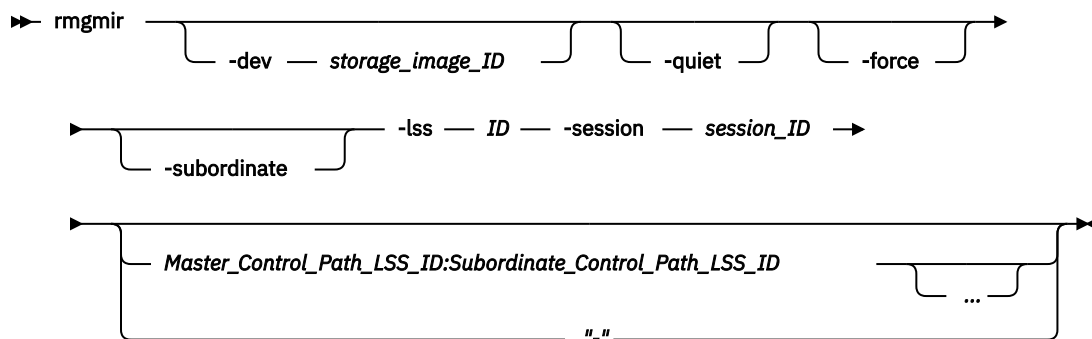 rmgmir
-dev storage_image_ID -quiet -force
-lss ID -session session_ID
-subordinate
Master_Control_Path_LSS_ID:Subordinate_Control_Path_LSS_ID
...
"-"